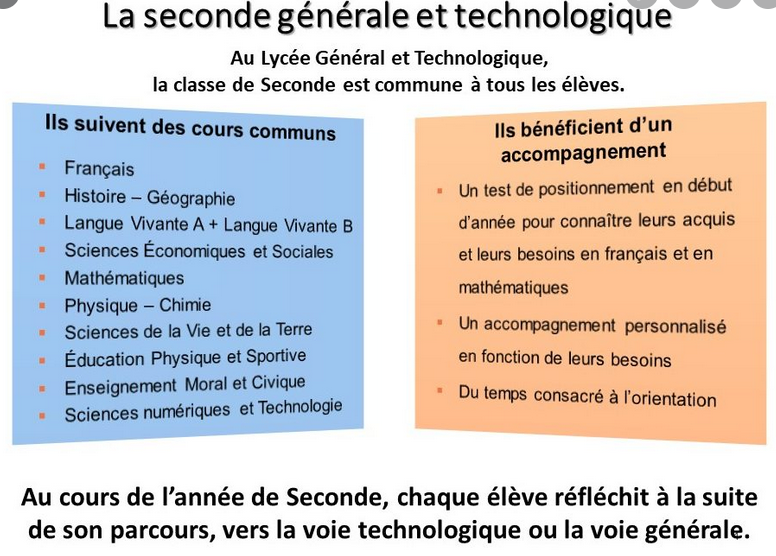 La seconde générale et technologique
Au Lycée Général et Technologique,
la classe de Seconde est commune à tous les élèves.
Ils suivent des cours communs
▪ Français
▪ Histoire – Géographie
▪ Langue Vivante A + Langue Vivante B
▪ Sciences Économiques et Sociales
▪ Mathématiques
▪ Physique – Chimie
▪ Sciences de la Vie et de la Terre
▪ Éducation Physique et Sportive
▪ Enseignement Moral et Civique
▪ Sciences numériques et Technologie
Ils bénéficient d’un
accompagnement
▪ Un test de positionnement en début
d’année pour connaître leurs acquis
et leurs besoins en français et en
mathématiques
▪ Un accompagnement personnalisé
en fonction de leurs besoins
▪ Du temps consacré à l’orientation
Au cours de l’année de Seconde, chaque élève réfléchit à la suite
de son parcours, vers la voie technologique ou la voie générale.